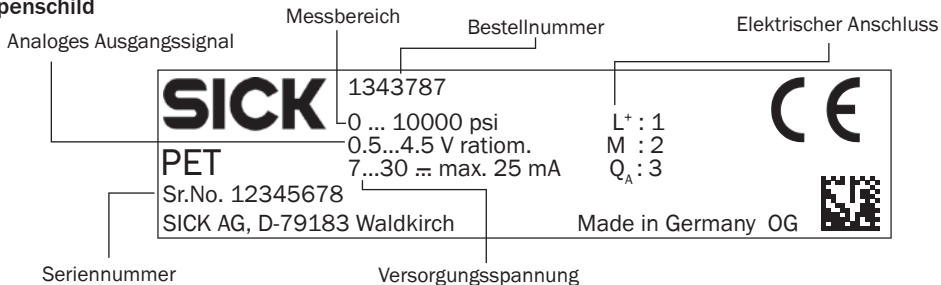 penschild
Messbereich
Bestellnummer
Elektrischer Anschluss
Analoges Ausgangssignal
SICK
1343787
CE
0 ... 10000 psi
L+ : 1
0.5...4.5 V ratiom.
M : 2
PET
7...30 ⎓ max. 25 mA
QA : 3
Sr.No. 12345678
SICK AG, D-79183 Waldkirch
Made in Germany OG
Seriennummer
Versorgungsspannung